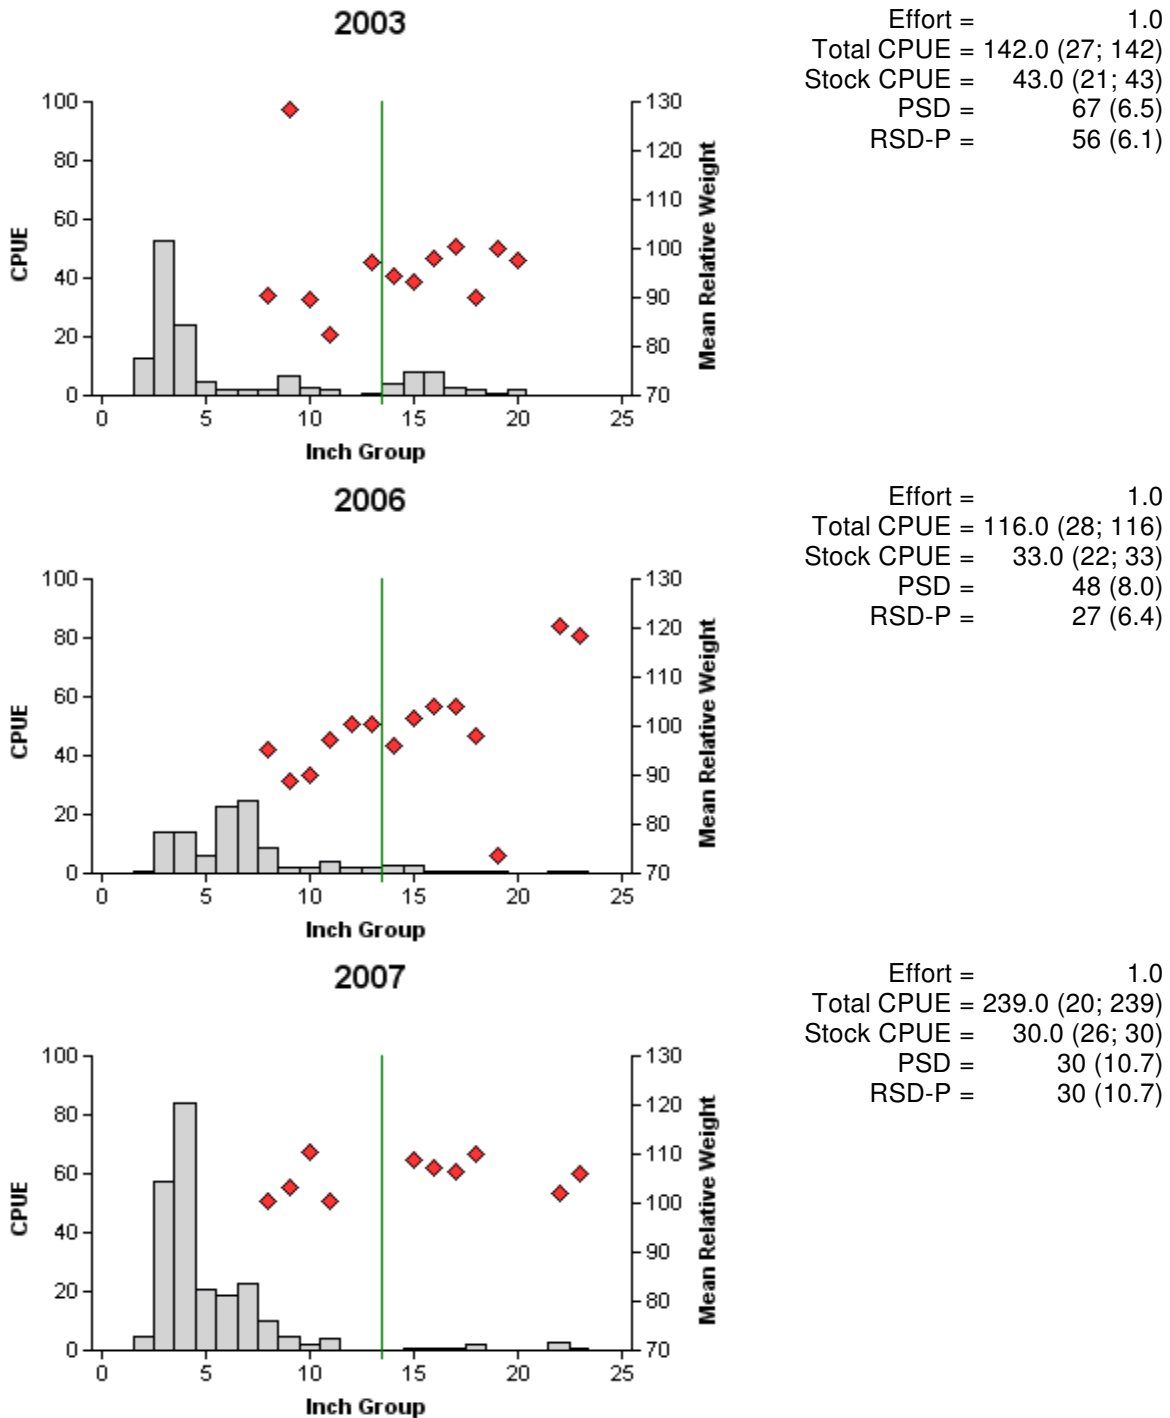 2003
Effort = 1.0
Total CPUE = 142.0 (27; 142)
Stock CPUE = 43.0 (21; 43)
PSD = 67 (6.5)
RSD-P = 56 (6.1)
100 130
120
80
110
60
100
40
90
20
80
0 70
CPUE
Mean Relative Weight
0 5 10 15 20 25
Inch Group
2006
Effort = 1.0
Total CPUE = 116.0 (28; 116)
Stock CPUE = 33.0 (22; 33)
PSD = 48 (8.0)
RSD-P = 27 (6.4)
100 130
120
80
110
60
100
40
90
20
80
0 70
CPUE
Mean Relative Weight
0 5 10 15 20 25
Inch Group
2007
Effort = 1.0
Total CPUE = 239.0 (20; 239)
Stock CPUE = 30.0 (26; 30)
PSD = 30 (10.7)
RSD-P = 30 (10.7)
100 130
120
80
110
60
100
40
90
20
80
0 70
CPUE
Mean Relative Weight
0 5 10 15 20 25
Inch Group